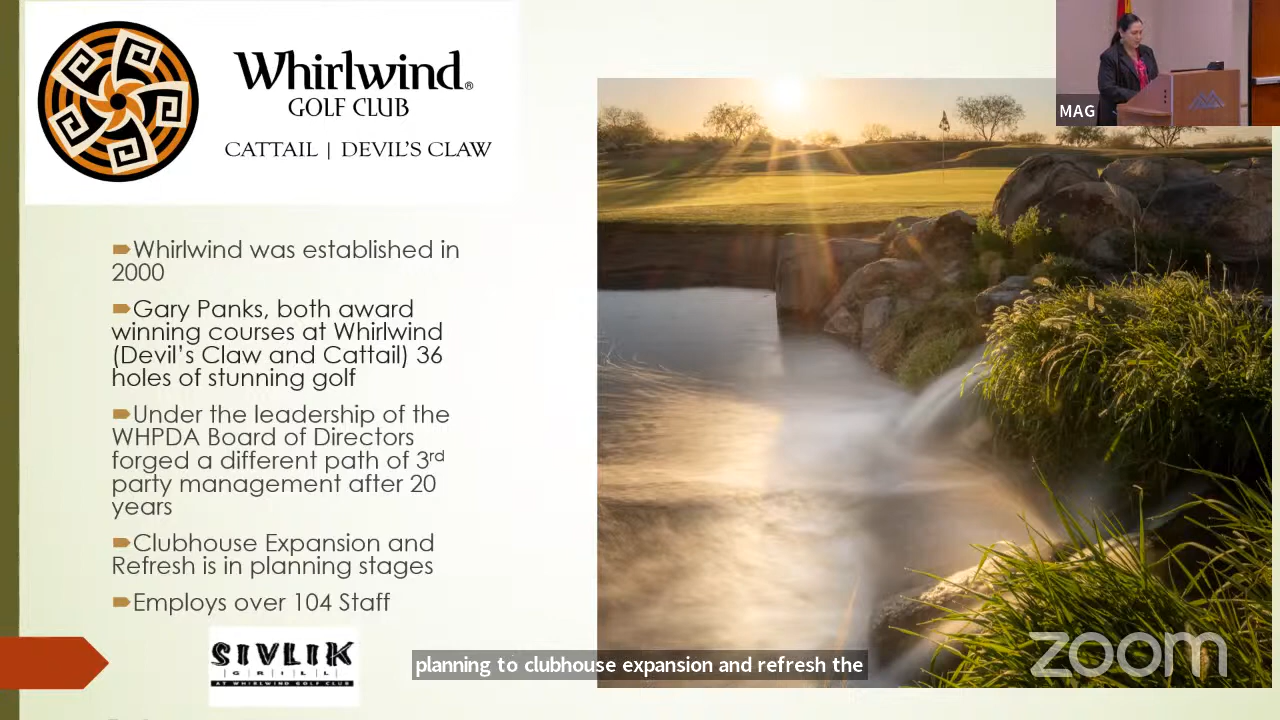 Whirlwind®
GOLF CLUB
CATTAIL | DEVIL'S CLAW
MAG
Whirlwind was established in
2000
Gary Panks, both award
winning courses at Whirlwind
(Devil's Claw and Cattail) 36
holes of stunning golf
Under the leadership of the
WHPDA Board of Directors
forged a different path of 3rd
party management after 20
years
Clubhouse Expansion and
Refresh is in planning stages
Employs over 104 Staff
SIVLIK
GRILL
AT WHIRLWIND GOLF CLUB
planning to clubhouse expansion and refresh the
zoom